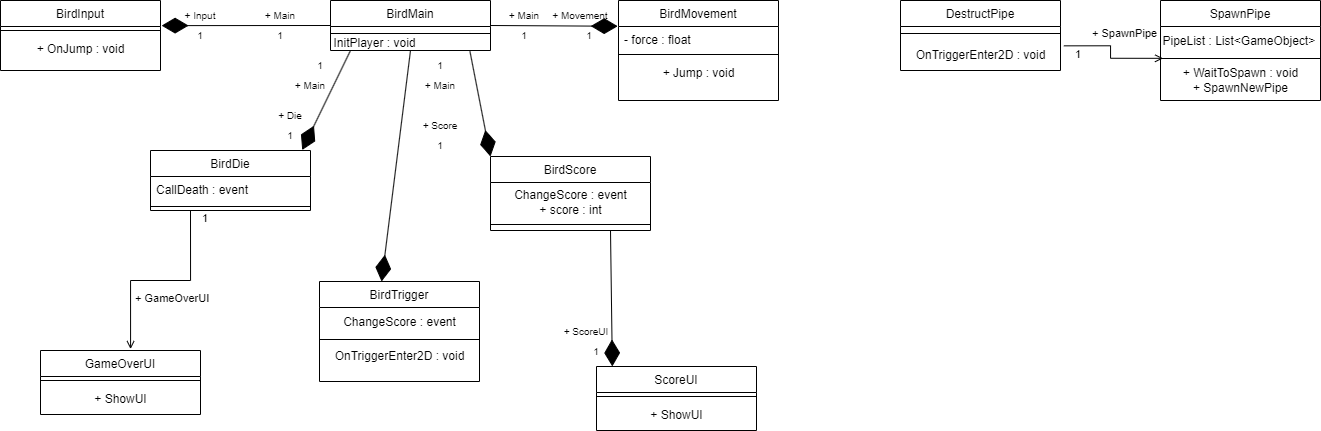 BirdInput
+ OnJump : void
+ Input
1
+ Main
1
BirdMain
InitPlayer : void
+ Main
1
+ Movement
1
BirdMovement
- force : float
+ Jump : void
DestructPipe
OnTriggerEnter2D : void
+ SpawnPipe
1
SpawnPipe
PipeList : List<GameObject>
+ WaitToSpawn : void
+ SpawnNewPipe
1
+ Main
1
+ Main
+ Die
1
+ Score
1
BirdDie
CallDeath : event
1
BirdScore
ChangeScore : event
+ score : int
+ GameOverUI
BirdTrigger
ChangeScore : event
OnTriggerEnter2D : void
+ ScoreUI
1
GameOverUI
+ ShowUI
ScoreUI
+ ShowUI